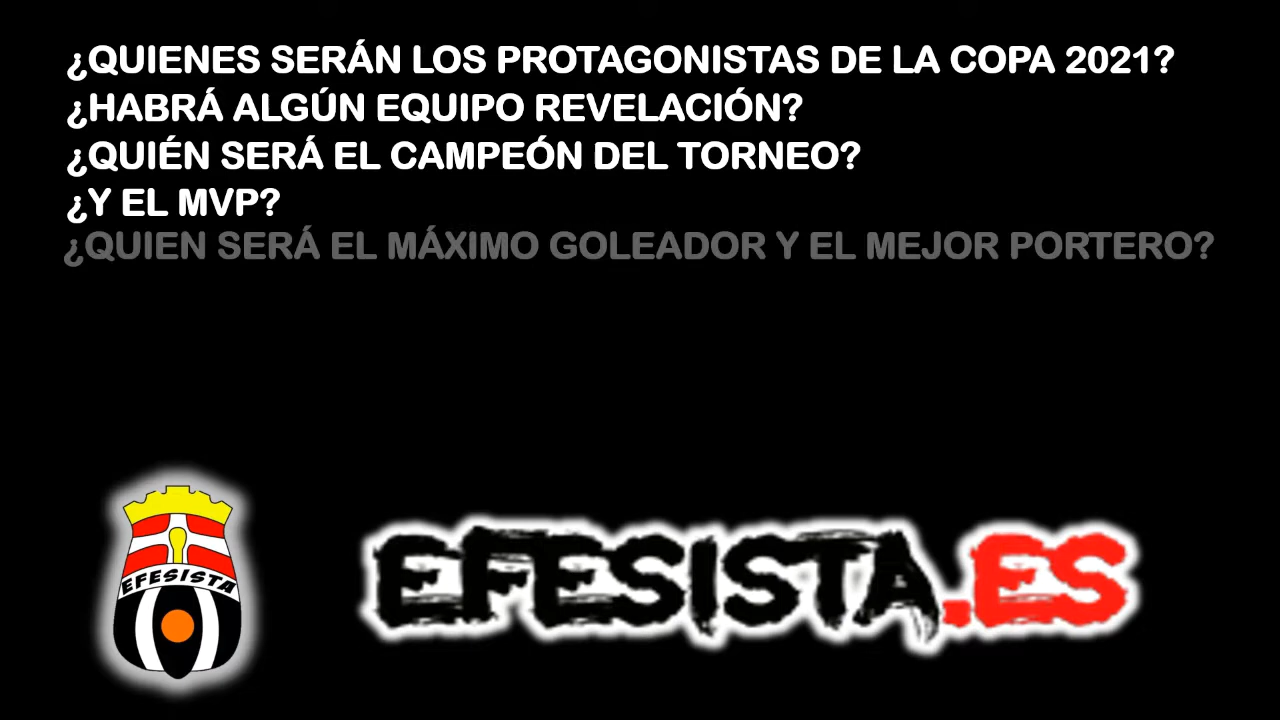 ¿QUIENES SERÁN LOS PROTAGONISTAS DE LA COPA 2021?
¿HABRÁ ALGÚN EQUIPO REVELACIÓN?
¿QUIÉN SERÁ EL CAMPEÓN DEL TORNEO?
¿Y EL MVP?
¿QUIEN SERÁ EL MÁXIMO GOLEADOR Y EL MEJOR PORTERO?
EFESISTA
EFESISTA.ES